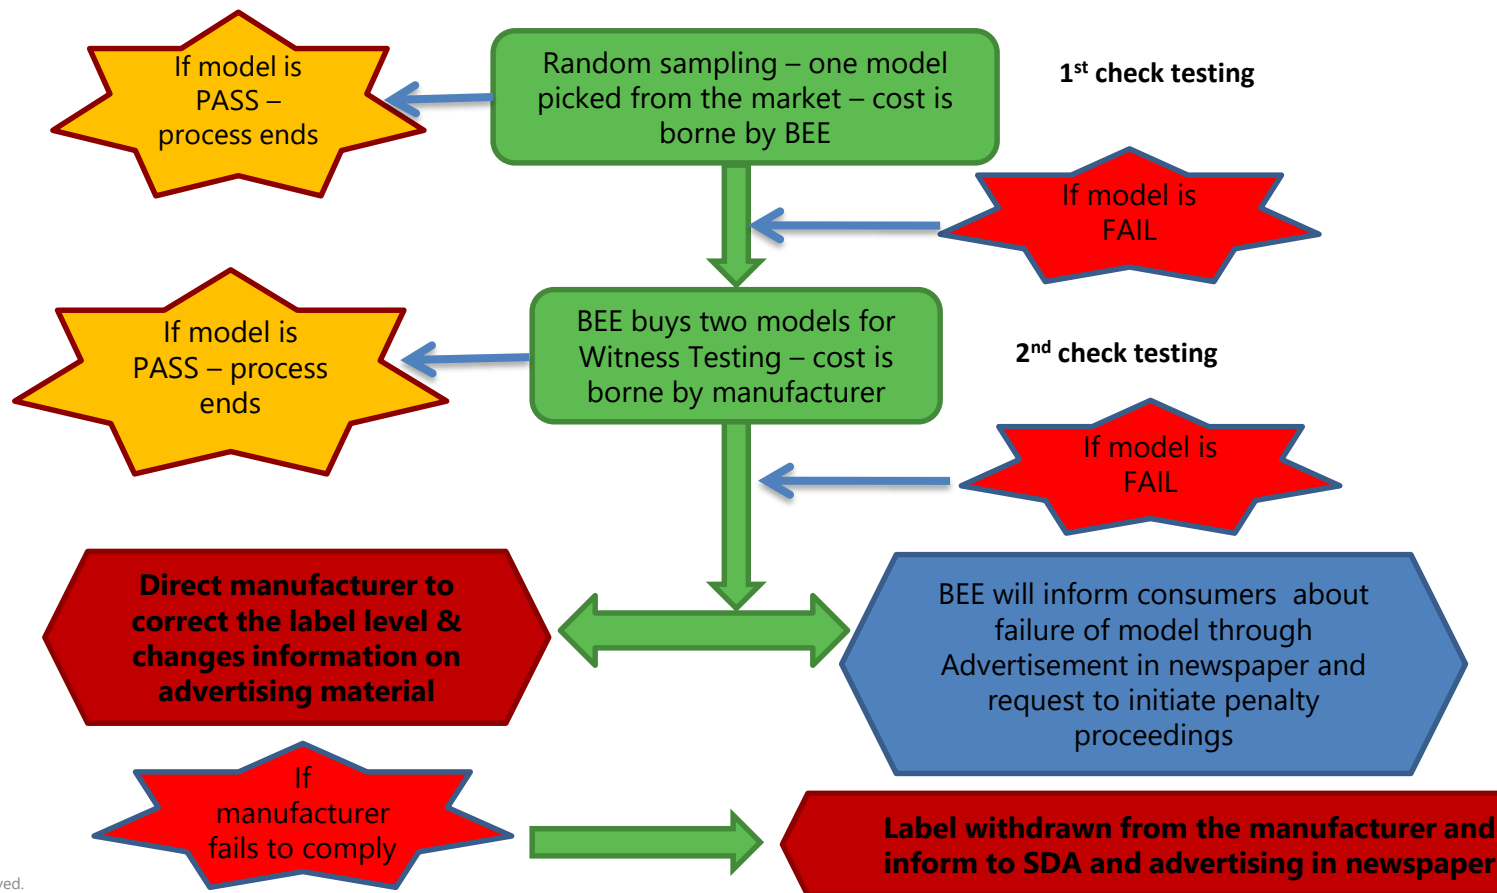 If model is
PASS –
process ends
Random sampling – one model
picked from the market – cost is
borne by BEE
1st check testing
If model is
FAIL
If model is
PASS – process
ends
BEE buys two models for
Witness Testing – cost is
borne by manufacturer
2nd check testing
If model is
FAIL
Direct manufacturer to
correct the label level &
changes information on
advertising material
BEE will inform consumers about
failure of model through
Advertisement in newspaper and
request to initiate penalty
proceedings
If
manufacturer
fails to comply
Label withdrawn from the manufacturer and
inform to SDA and advertising in newspaper